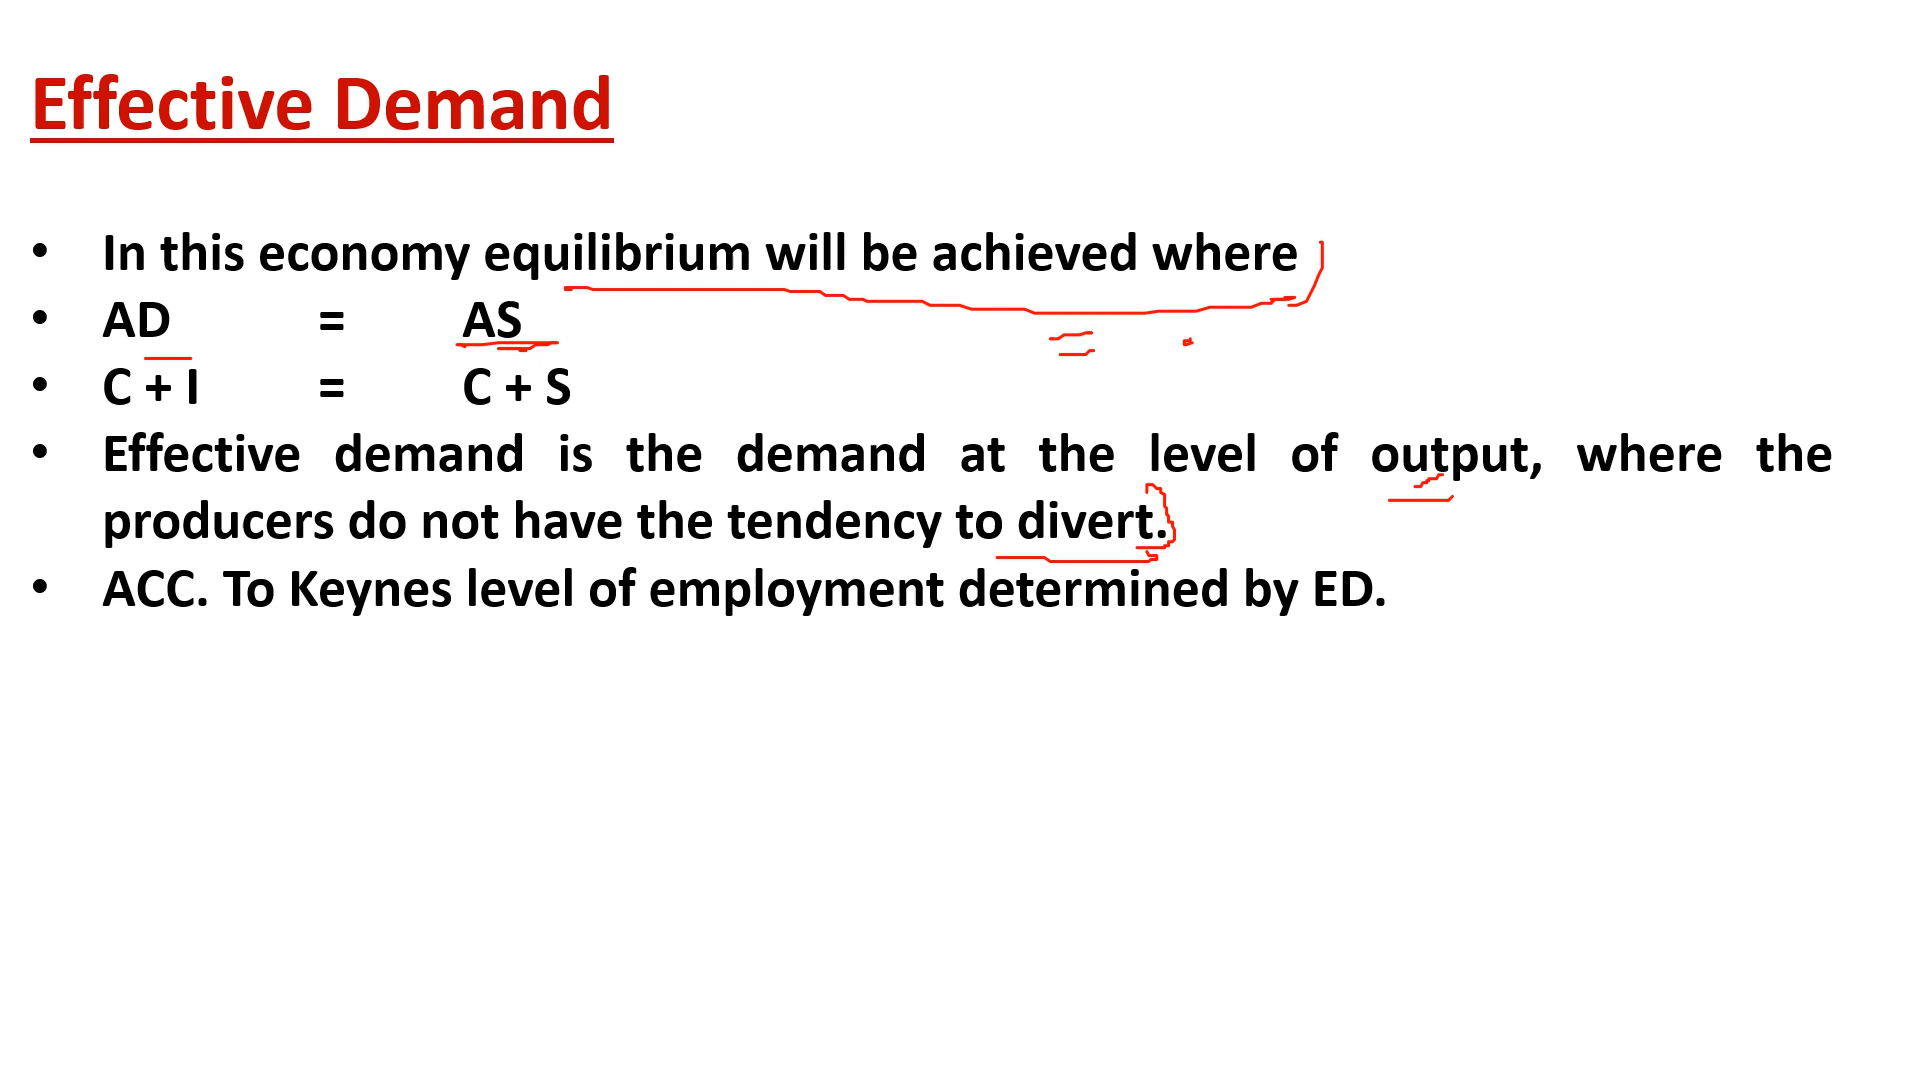 Effective Demand
• In this economy equilibrium will be achieved where
• AD = AS
• C + I = C + S
• Effective demand is the demand at the level of output, where the
producers do not have the tendency to divert.
• ACC. To Keynes level of employment determined by ED.